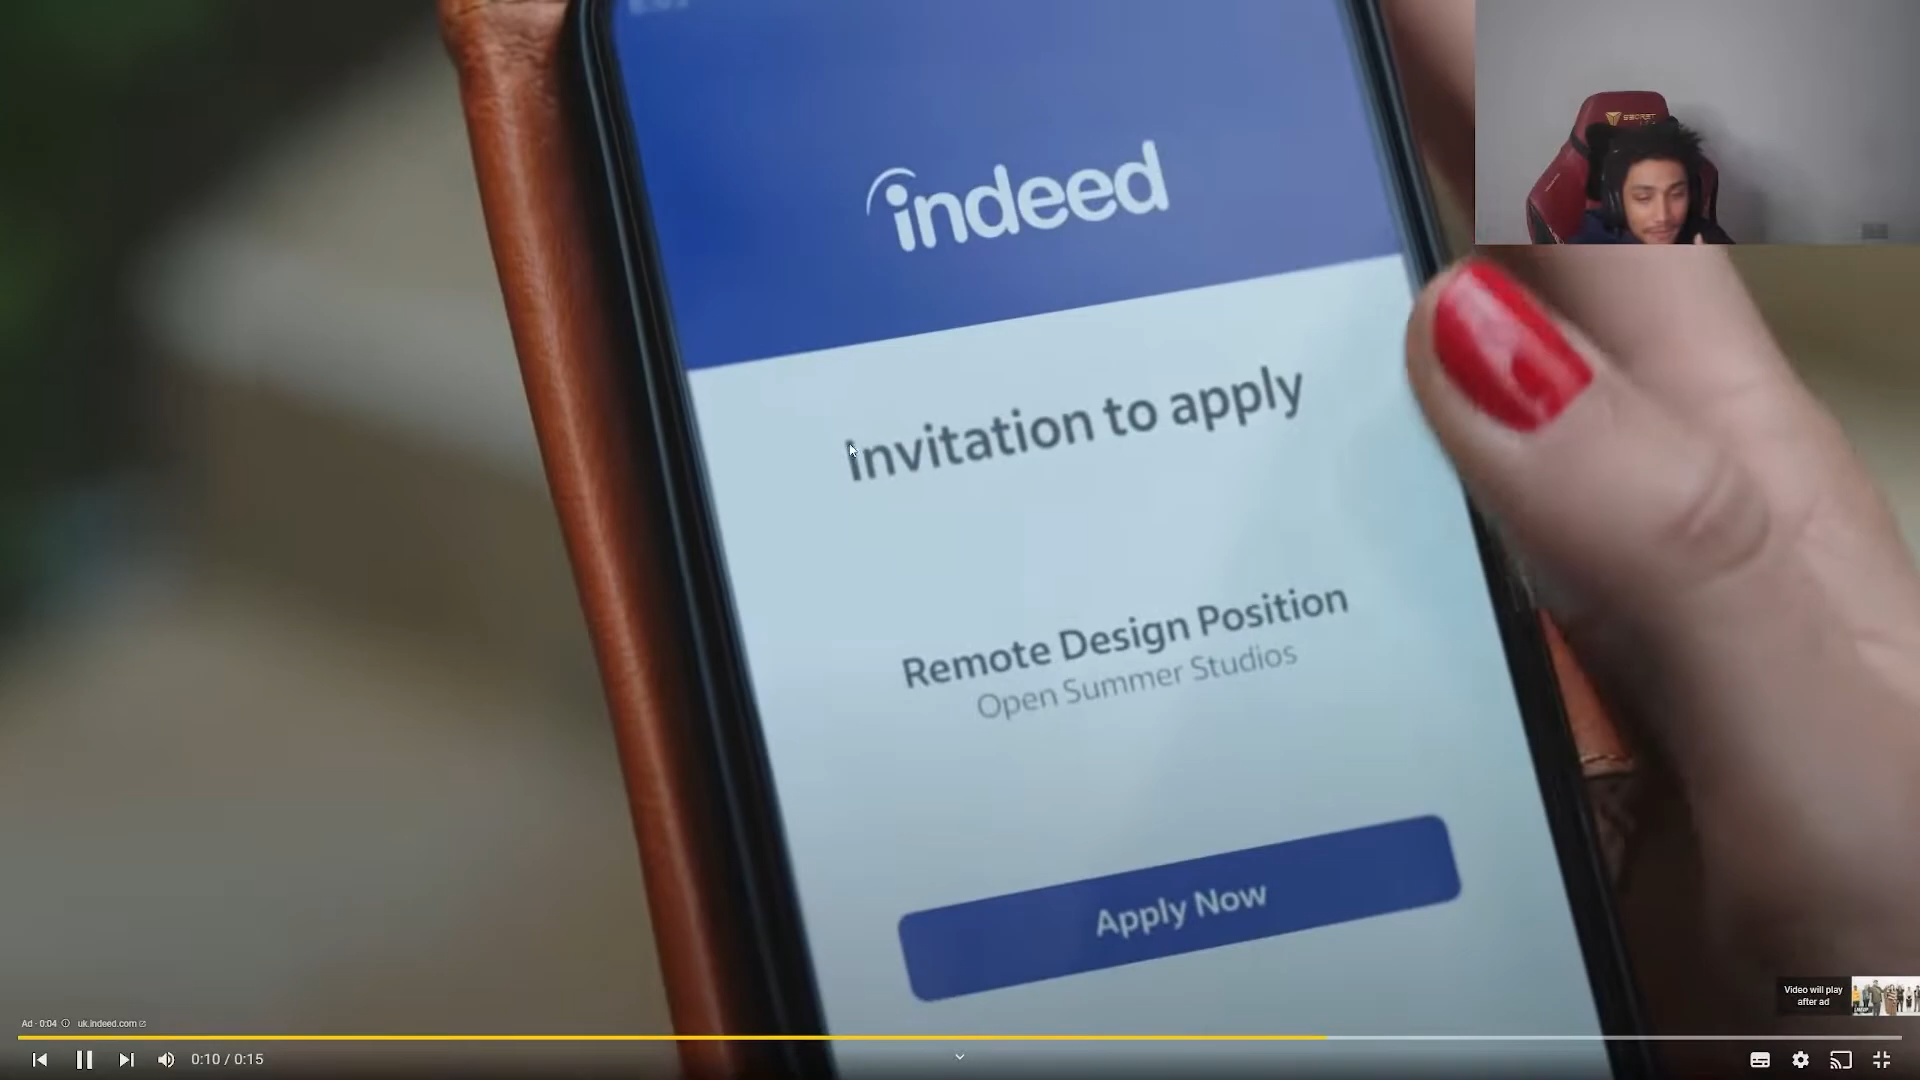 indeed
Invitation to apply
Remote Design Position
Open Summer Studios
Apply Now
Video will play
after ad
Ad · 0:04
uk.indeed.com
0:10 / 0:15